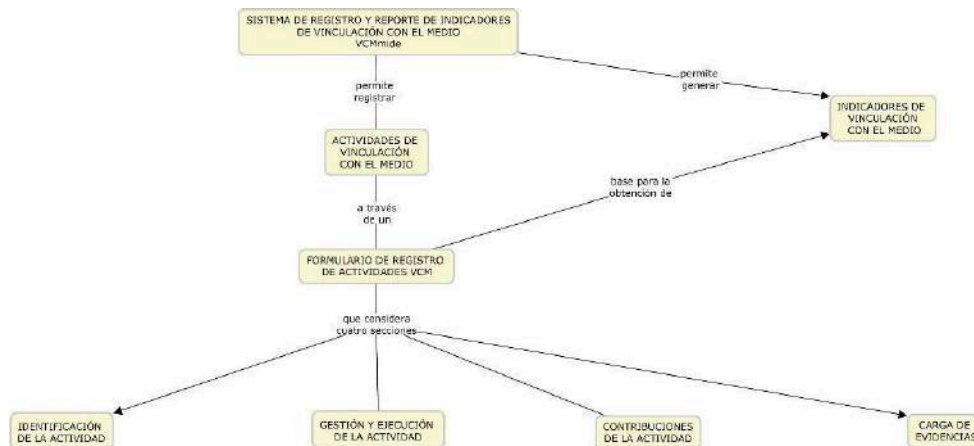 SISTEMA DE REGISTRO Y REPORTE DE INDICADORES
DE VINCULACIÓN CON EL MEDIO
VCMmide
permite
registrar
permite
generar
INDICADORES DE
VINCULACIÓN
CON EL MEDIO
ACTIVIDADES DE
VINCULACIÓN
CON EL MEDIO
base para la
obtención de
a través
de un
FORMULARIO DE REGISTRO
DE ACTIVIDADES VCM
que considera
cuatro secciones
IDENTIFICACIÓN
DE LA ACTIVIDAD
GESTIÓN Y EJECUCIÓN
DE LA ACTIVIDAD
CONTRIBUCIONES
DE LA ACTIVIDAD
CARGA DE
EVIDENCIAS